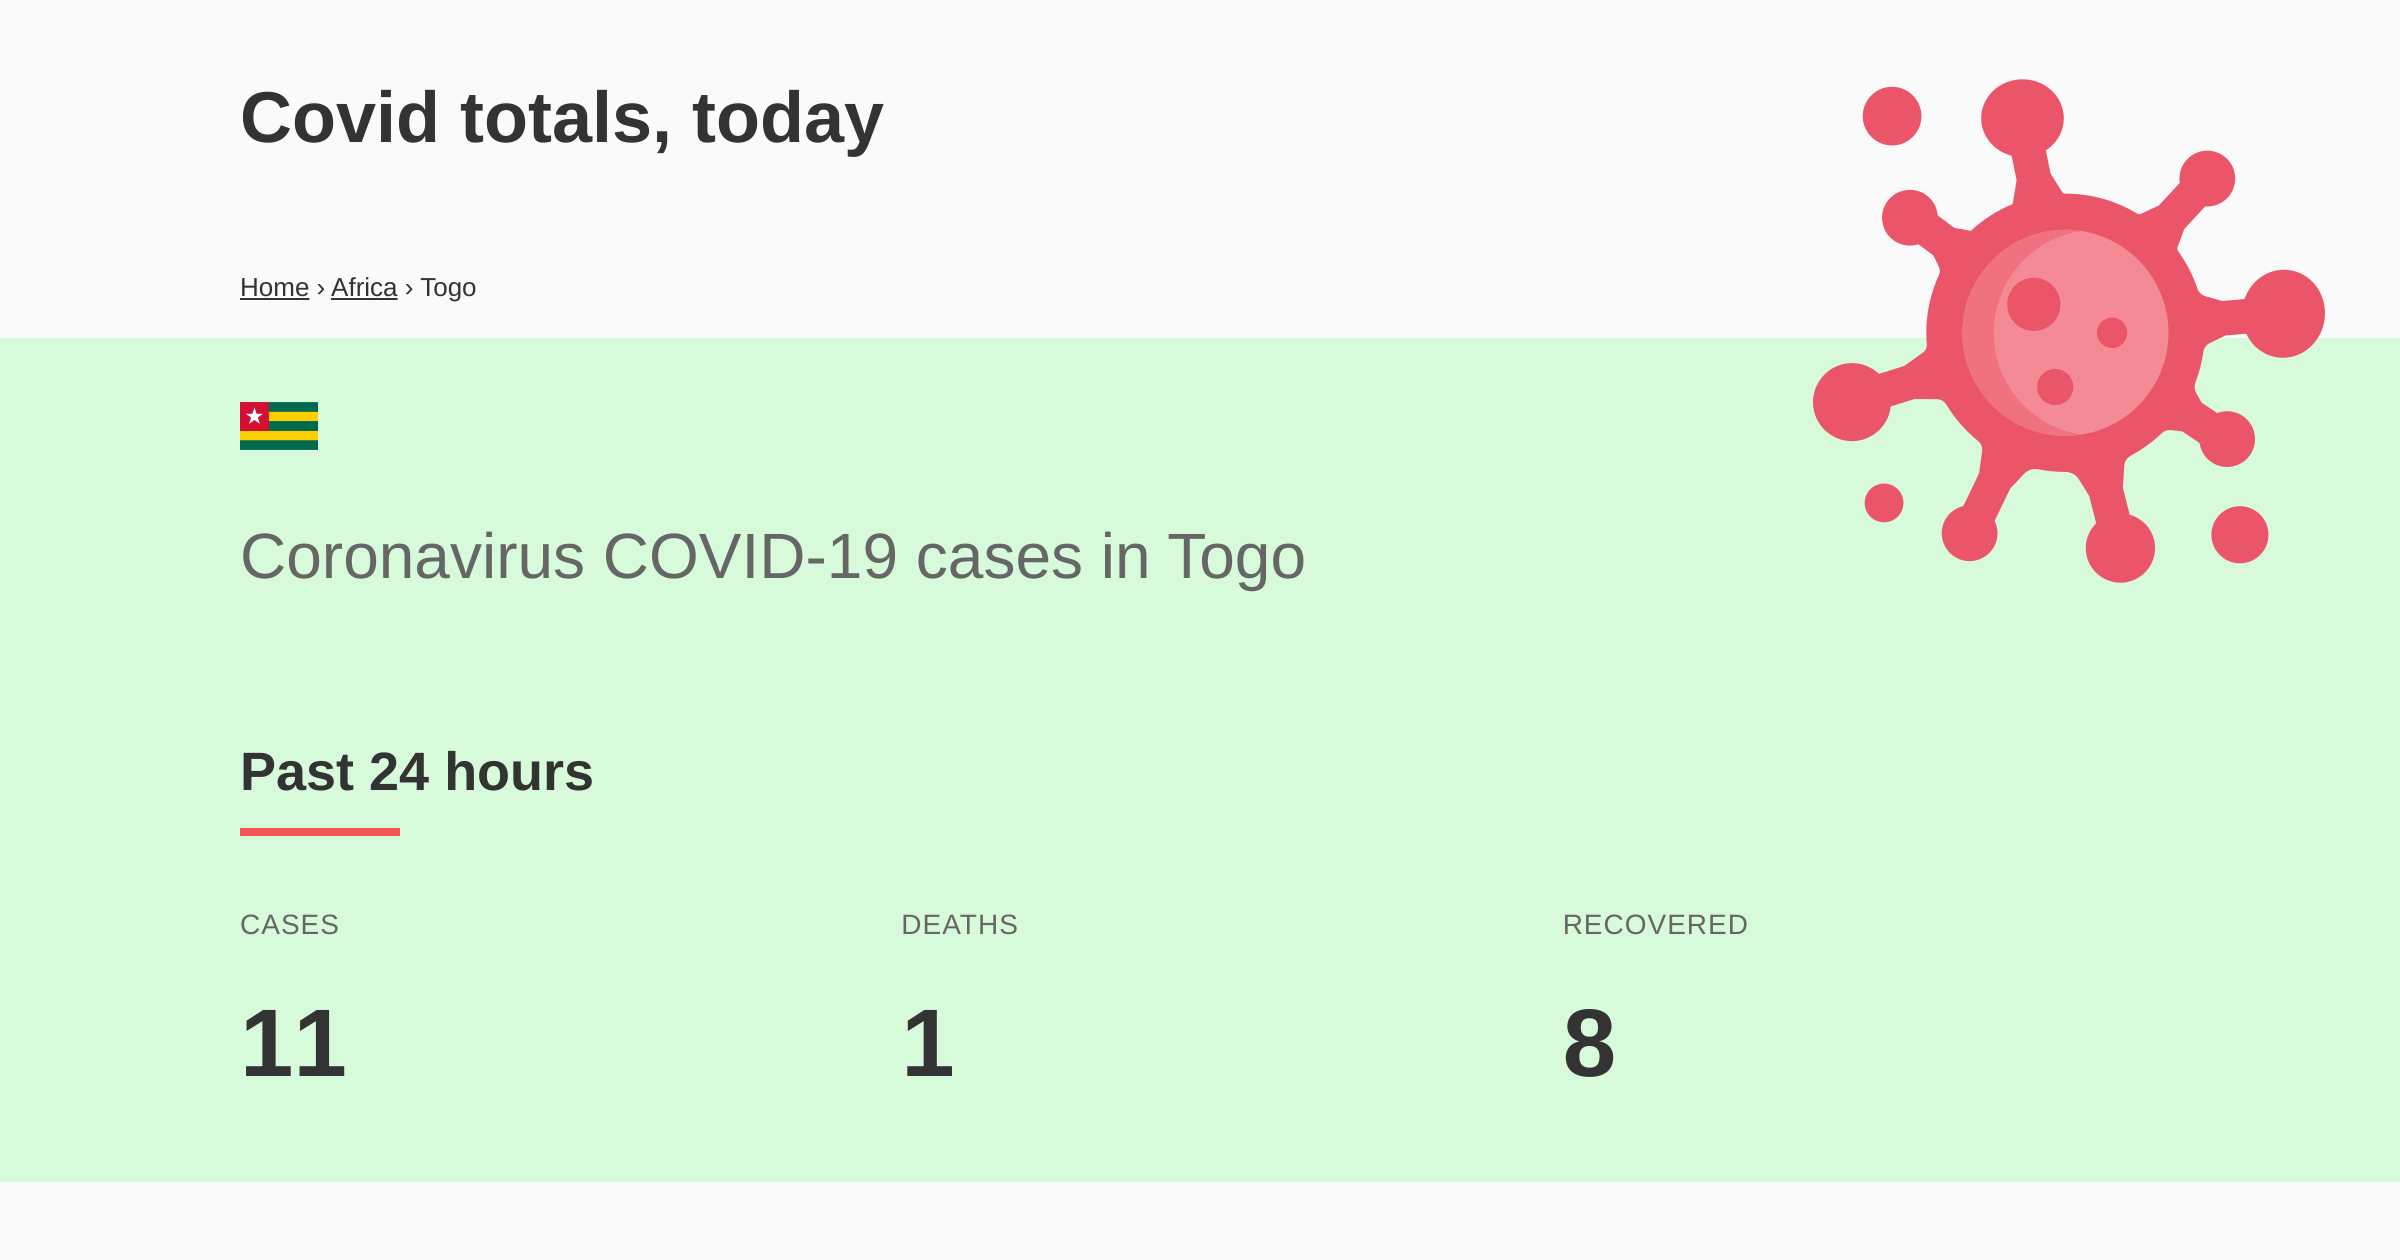 Covid totals, today
Home › Africa › Togo
Coronavirus COVID-19 cases in Togo
Past 24 hours
CASES DEATHS RECOVERED
11 1 8